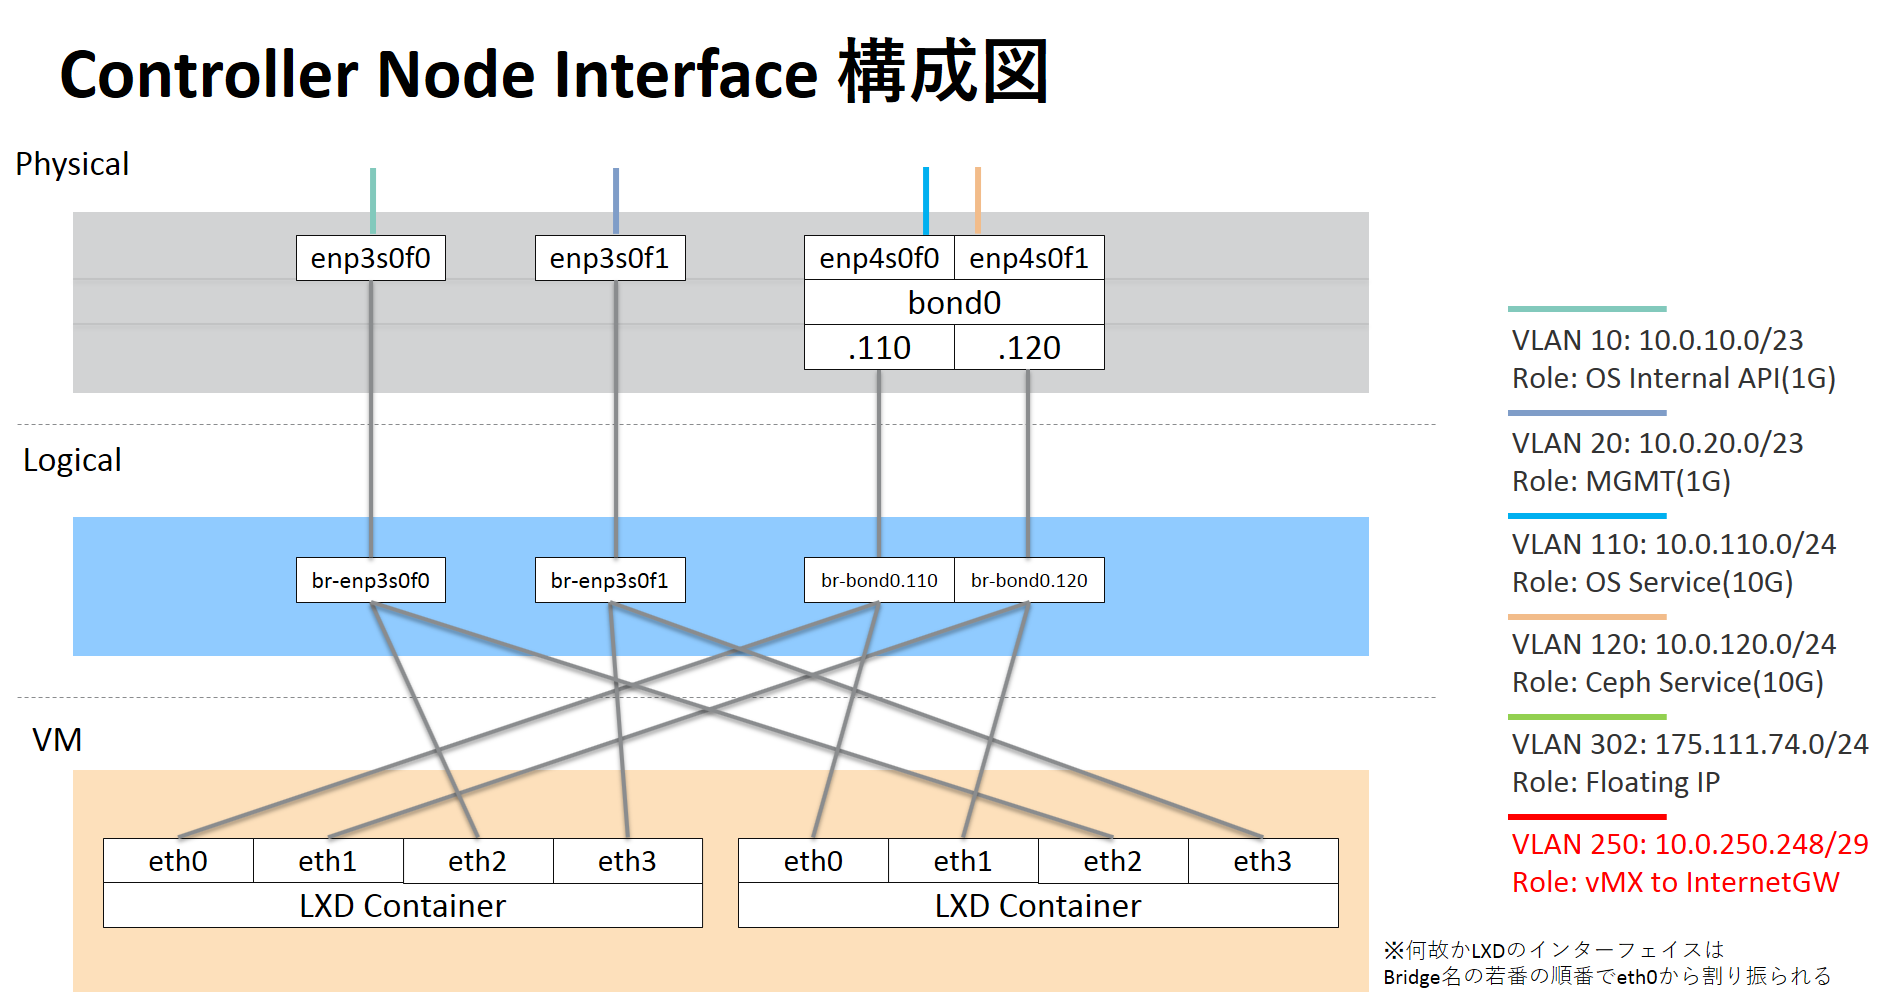 Controller Node Interface 構成図
Physical
enp3s0f0
enp3s0f1
enp4s0f0
enp4s0f1
bond0
.110
.120
Logical
br-enp3s0f0
br-enp3s0f1
br-bond0.110
br-bond0.120
VM
eth0
eth1
eth2
eth3
LXD Container
eth0
eth1
eth2
eth3
LXD Container
VLAN 10: 10.0.10.0/23
Role: OS Internal API(1G)
VLAN 20: 10.0.20.0/23
Role: MGMT(1G)
VLAN 110: 10.0.110.0/24
Role: OS Service(10G)
VLAN 120: 10.0.120.0/24
Role: Ceph Service(10G)
VLAN 302: 175.111.74.0/24
Role: Floating IP
VLAN 250: 10.0.250.248/29
Role: vMX to InternetGW
※何故かLXDのインターフェイスは
Bridge名の若番の順番でeth0から割り振られる